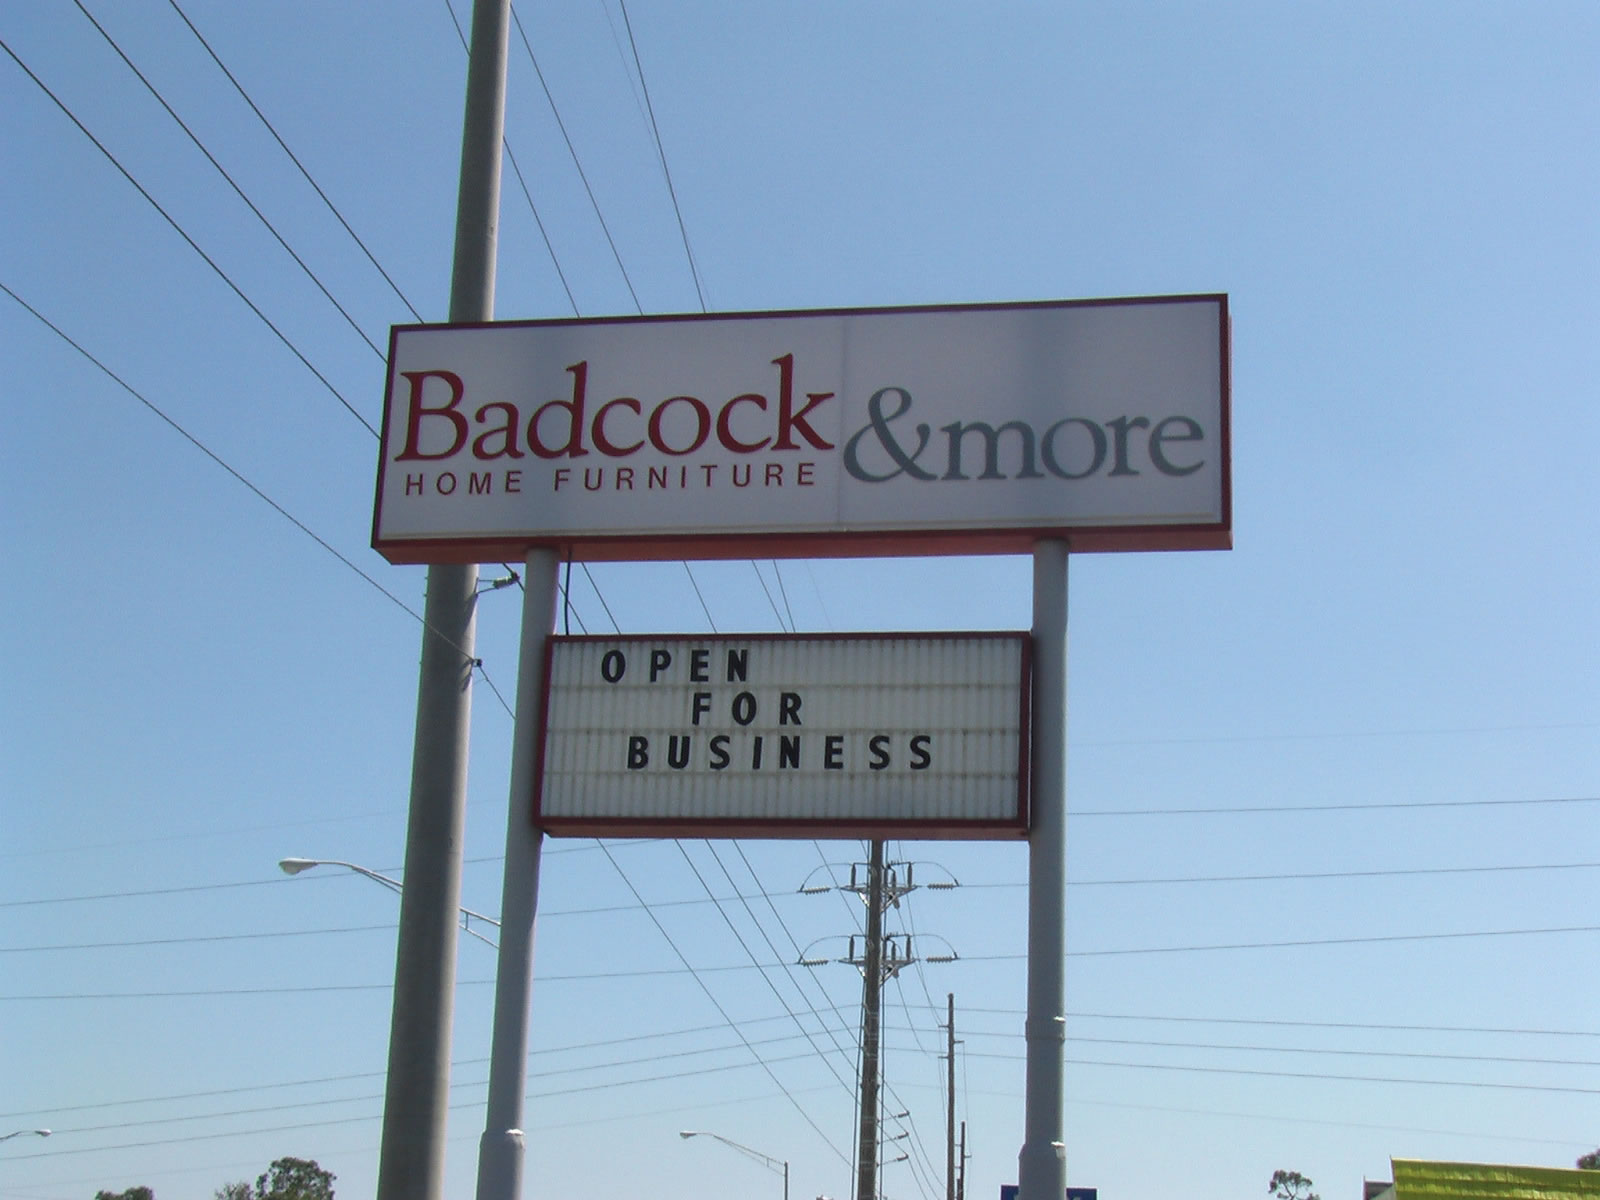 Badcock &more
HOME FURNITURE
OPEN
FOR
BUSINESS